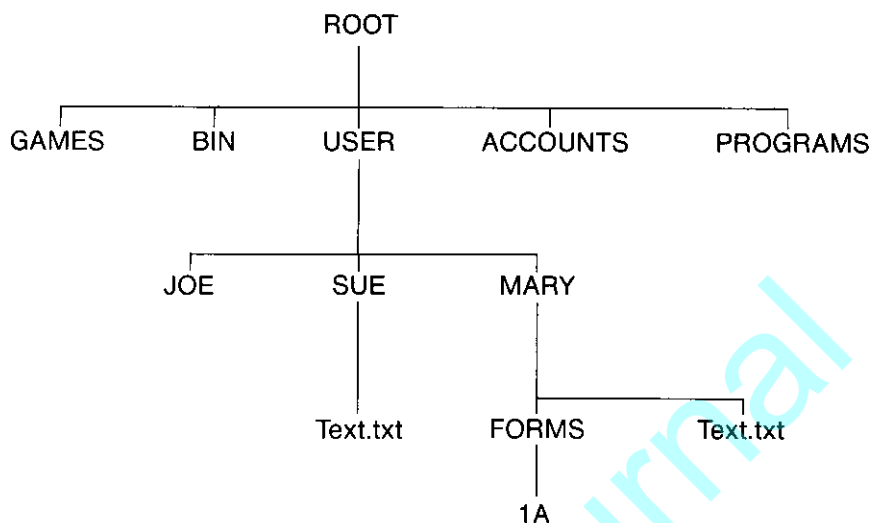 ROOT
GAMES BIN USER ACCOUNTS PROGRAMS
JOE SUE MARY
Text.txt FORMS Text.txt
1A